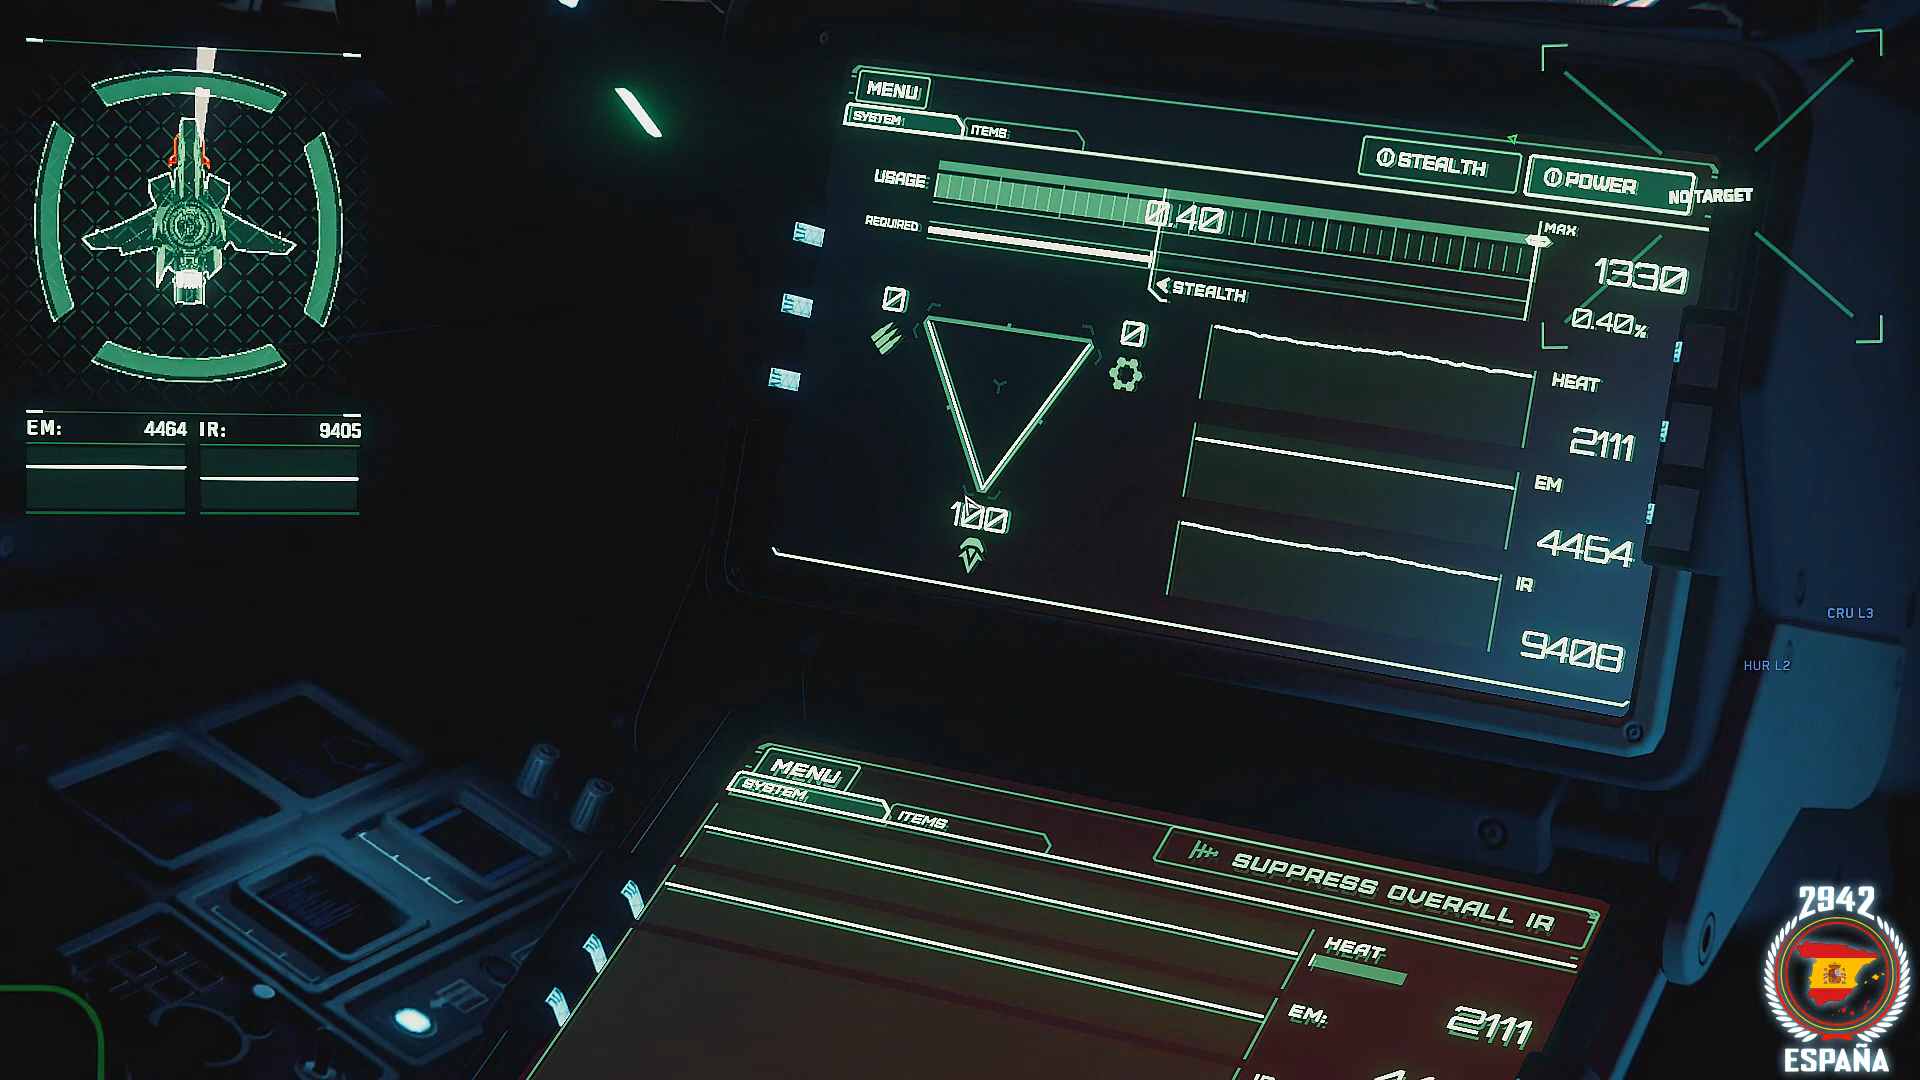 MENU
SYSTEM
ITEMS
STEALTH
POWER
NO TARGET
USAGE
0.40
REQUIRED
MAX
1330
STEALTH
0.40%
0
0
HEAT
2111
EM
100
4464
IR
9408
EM: 4464 IR: 9405
CRU L3
HUR L2
MENU
SYSTEM
ITEMS
SUPPRESS OVERALL IR
HEAT
EM:
2111
2942
ESPAÑA